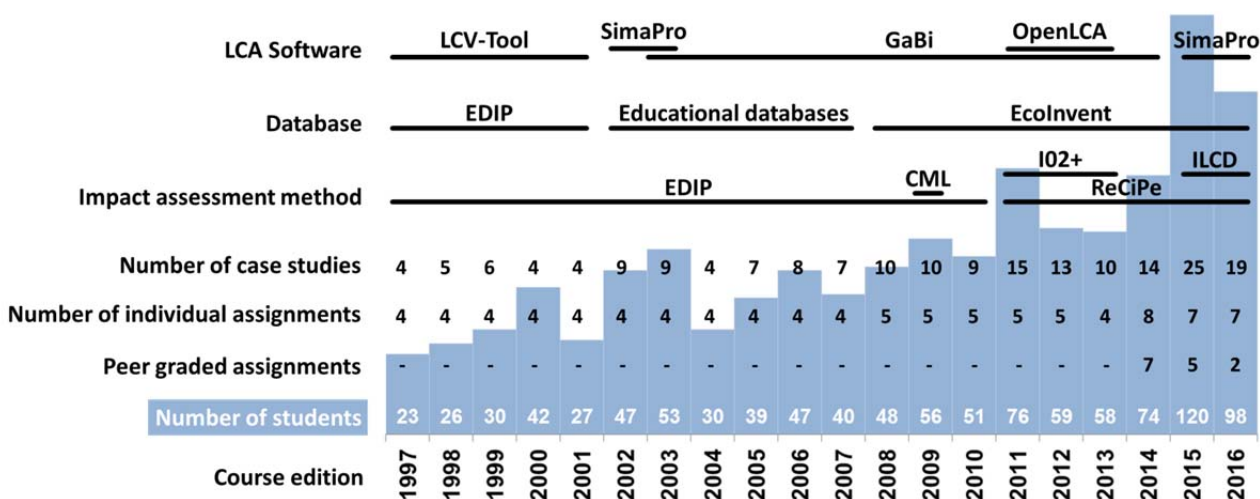 SimaPro
OpenLCA
LCA Software LCV-Tool GaBi SimaPro
Database EDIP Educational databases EcoInvent
I02+ ILCD
CML
Impact assessment method EDIP ReCiPe
Number of case studies 4 5 6 4 4 9 9 4 7 8 7 10 10 9 15 13 10 14 25 19
Number of individual assignments 4 4 4 4 4 4 4 4 4 4 4 5 5 5 5 5 4 8 7 7
Peer graded assignments - - - - - - - - - - - - - - - - - 7 5 2
Number of students 23 26 30 42 27 47 53 30 39 47 40 48 56 51 76 59 58 74 120 98
Course edition 1997 1998 1999 2000 2001 2002 2003 2004 2005 2006 2007 2008 2009 2010 2011 2012 2013 2014 2015 2016